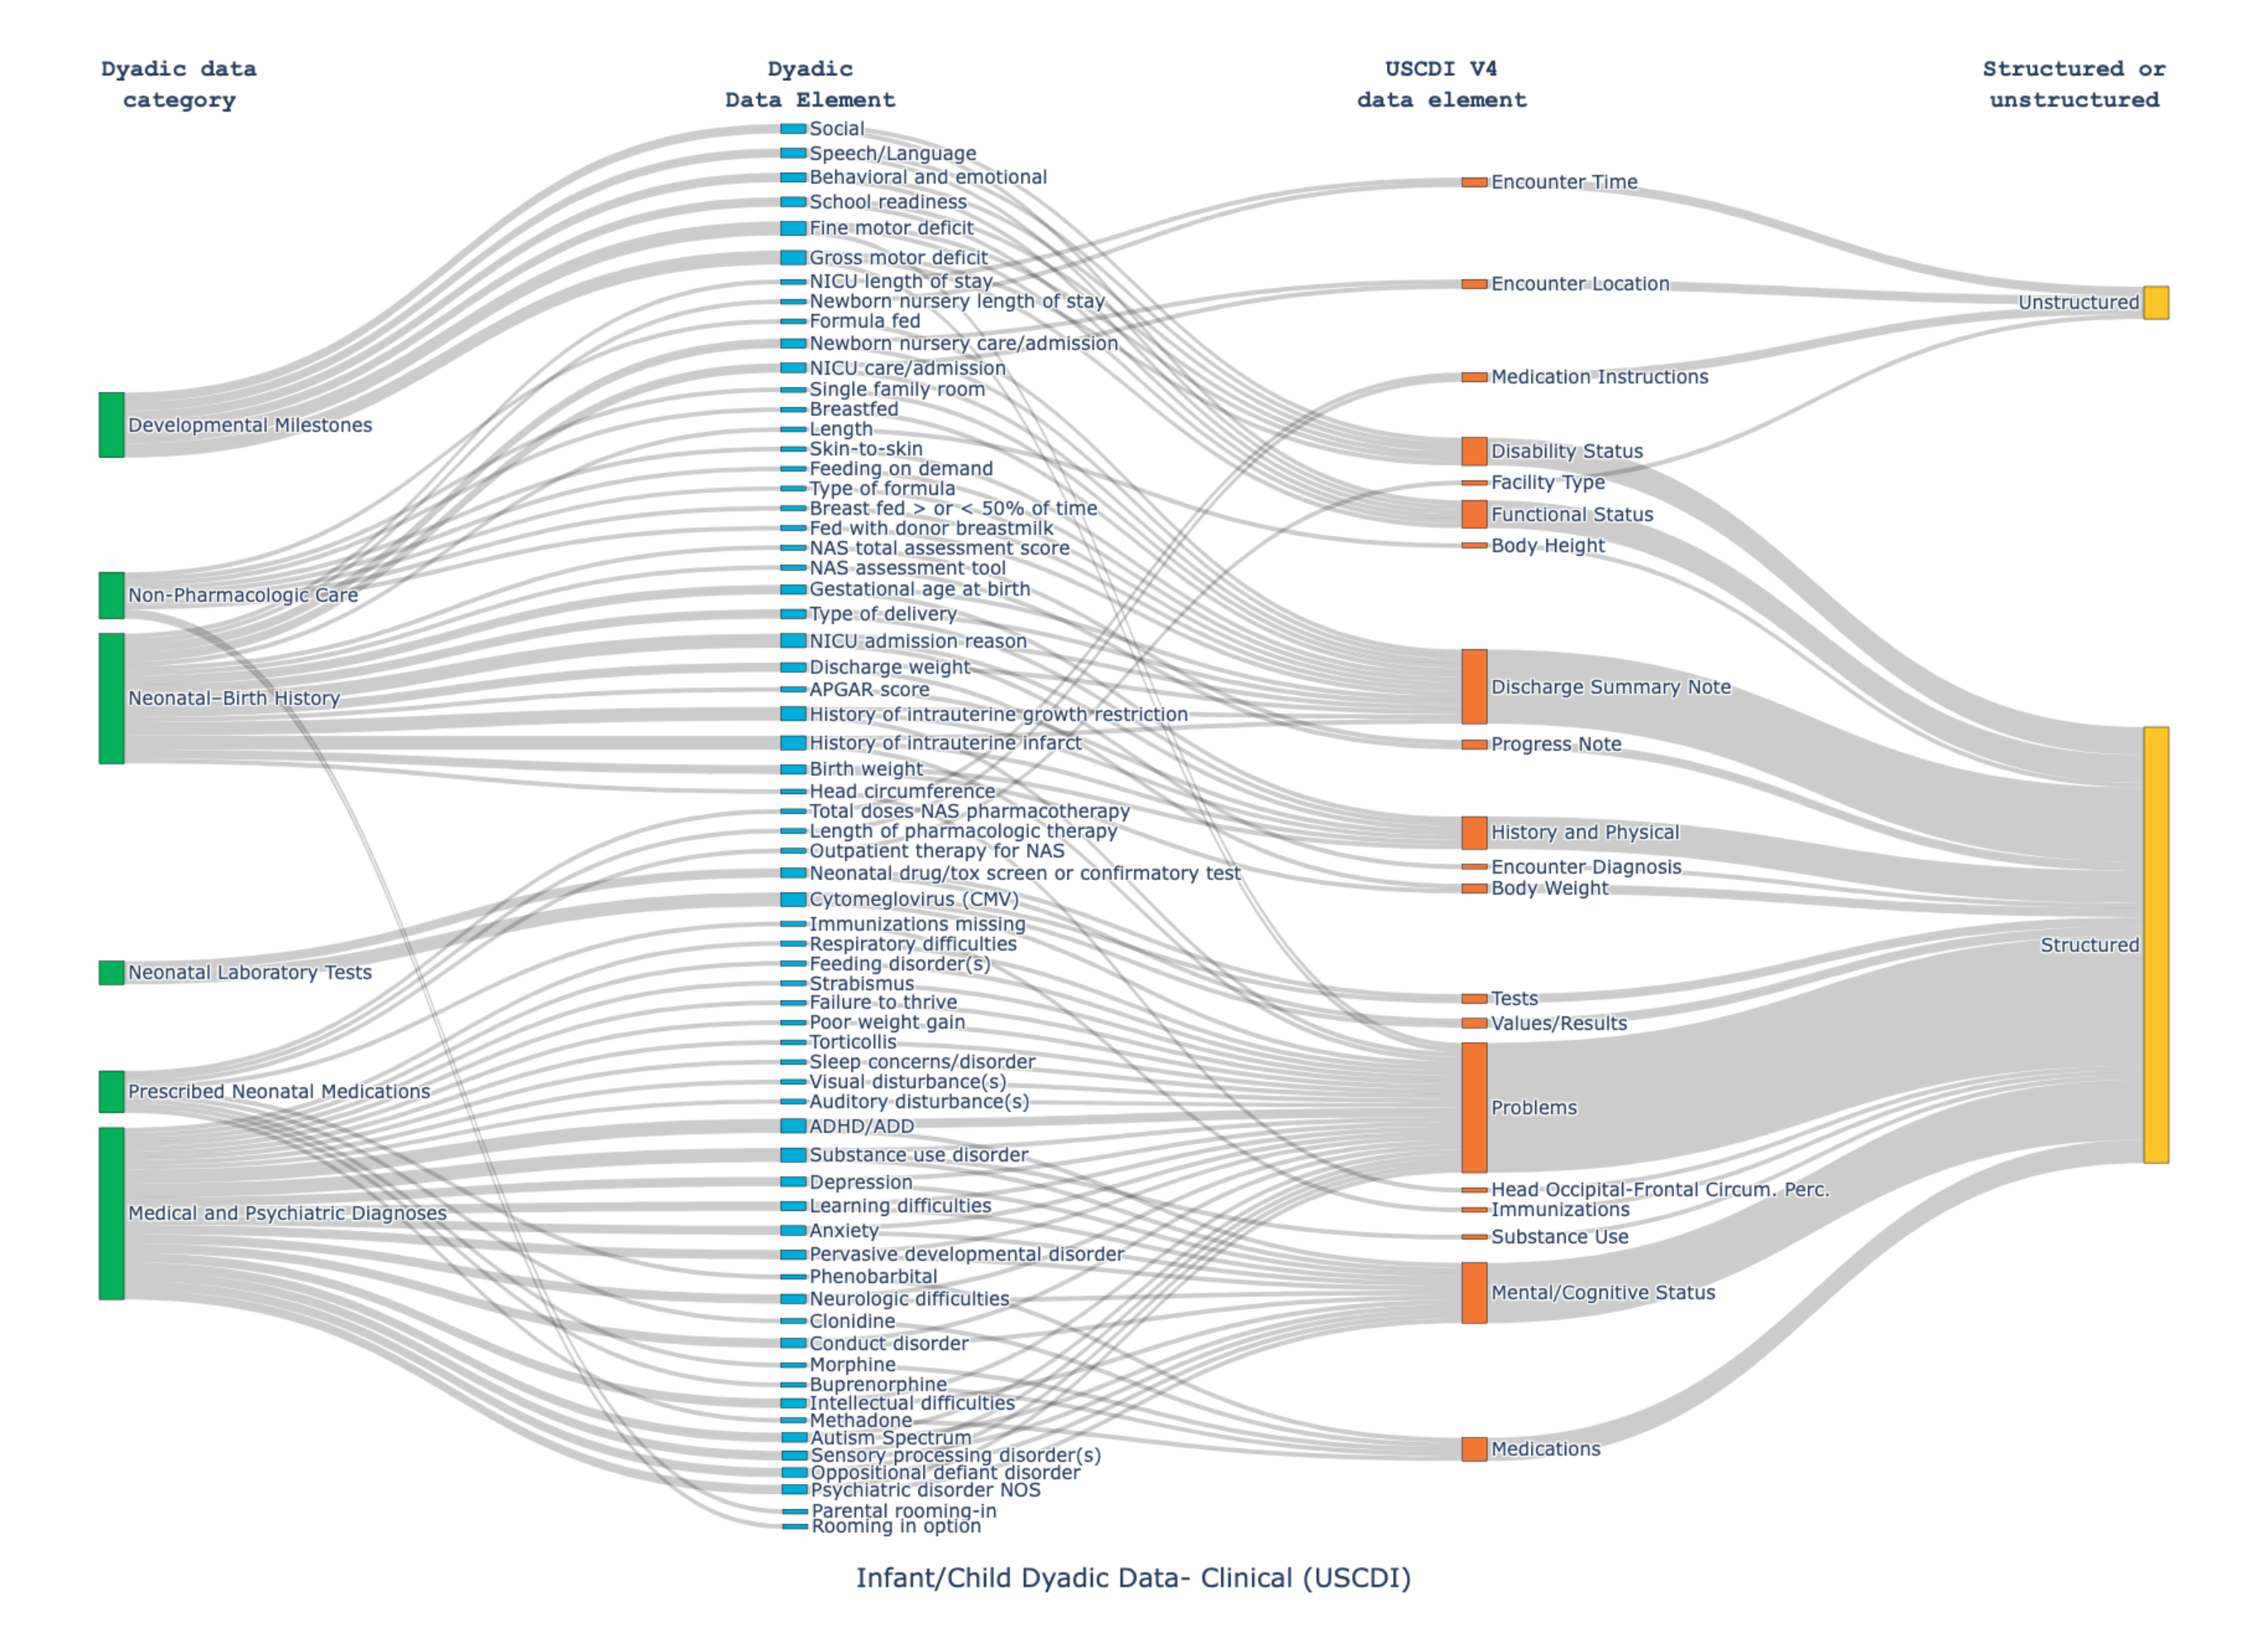 Dyadic data
category
Dyadic
Data Element
USCDI V4
data element
Structured or
unstructured
Developmental Milestones
Non-Pharmacologic Care
Neonatal–Birth History
Neonatal Laboratory Tests
Prescribed Neonatal Medications
Medical and Psychiatric Diagnoses
Social
Speech/Language
Behavioral and emotional
School readiness
Fine motor deficit
Gross motor deficit
NICU length of stay
Newborn nursery length of stay
Formula fed
Newborn nursery care/admission
NICU care/admission
Single family room
Breastfed
Length
Skin-to-skin
Feeding on demand
Type of formula
Breast fed > or < 50% of time
Fed with donor breastmilk
NAS total assessment score
NAS assessment tool
Gestational age at birth
Type of delivery
NICU admission reason
Discharge weight
APGAR score
History of intrauterine growth restriction
History of intrauterine infarct
Birth weight
Head circumference
Total doses NAS pharmacotherapy
Length of pharmacologic therapy
Outpatient therapy for NAS
Neonatal drug/tox screen or confirmatory test
Cytomeglovirus (CMV)
Immunizations missing
Respiratory difficulties
Feeding disorder(s)
Strabismus
Failure to thrive
Poor weight gain
Torticollis
Sleep concerns/disorder
Visual disturbance(s)
Auditory disturbance(s)
ADHD/ADD
Substance use disorder
Depression
Learning difficulties
Anxiety
Pervasive developmental disorder
Phenobarbital
Neurologic difficulties
Clonidine
Conduct disorder
Morphine
Buprenorphine
Intellectual difficulties
Methadone
Autism Spectrum
Sensory processing disorder(s)
Oppositional defiant disorder
Psychiatric disorder NOS
Parental rooming-in
Rooming in option
Encounter Time
Encounter Location
Medication Instructions
Disability Status
Facility Type
Functional Status
Body Height
Discharge Summary Note
Progress Note
History and Physical
Encounter Diagnosis
Body Weight
Tests
Values/Results
Problems
Head Occipital-Frontal Circum. Perc.
Immunizations
Substance Use
Mental/Cognitive Status
Medications
Unstructured
Structured
Infant/Child Dyadic Data- Clinical (USCDI)